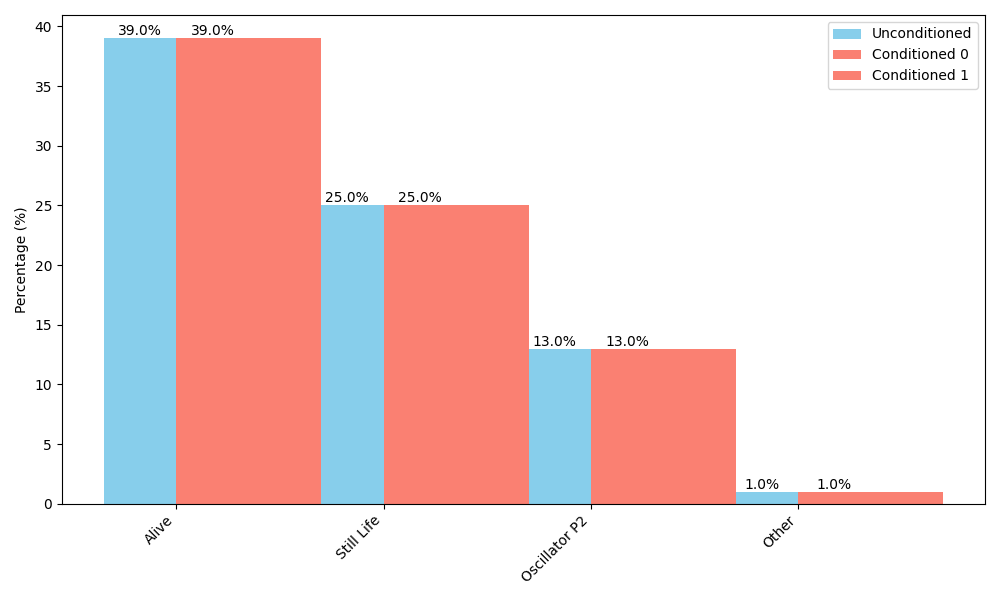 40
39.0% 39.0%
Unconditioned
Conditioned 0
Conditioned 1
35
30
25
25.0% 25.0%
20
15
13.0% 13.0%
10
5
1.0% 1.0%
0
Percentage (%)
Alive
Still Life
Oscillator P2
Other